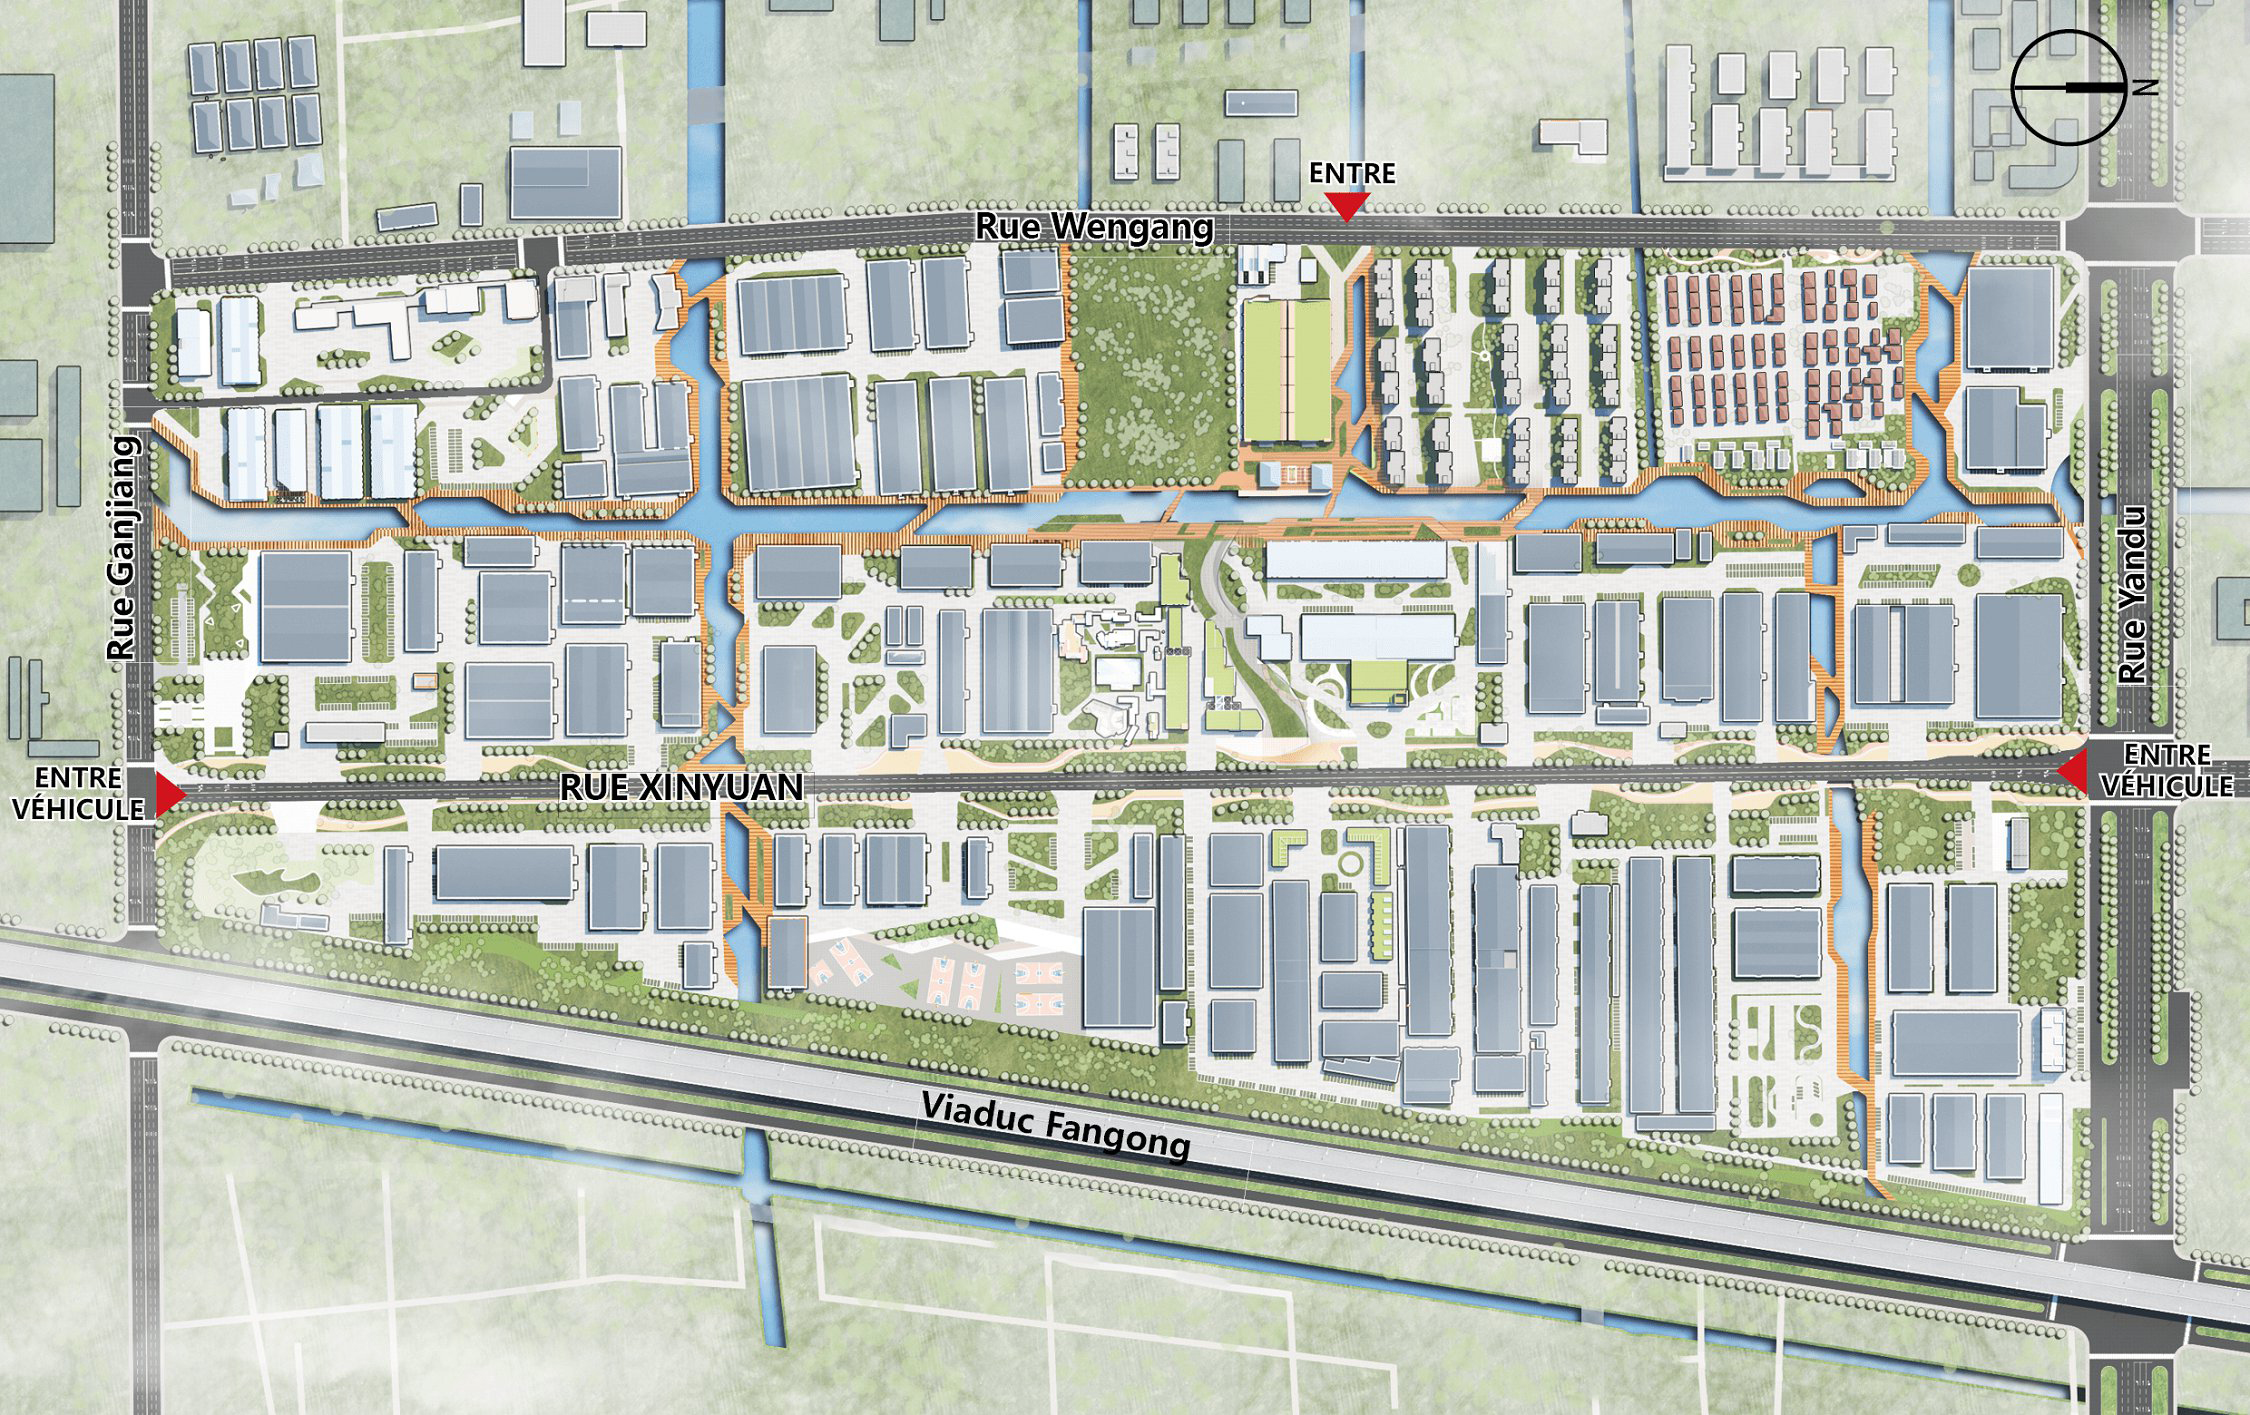 N
ENTRE
Rue Wengang
Rue Ganjiang
Rue Yandu
ENTRE
VÉHICULE
RUE XINYUAN
ENTRE
VÉHICULE
Viaduc Fangong